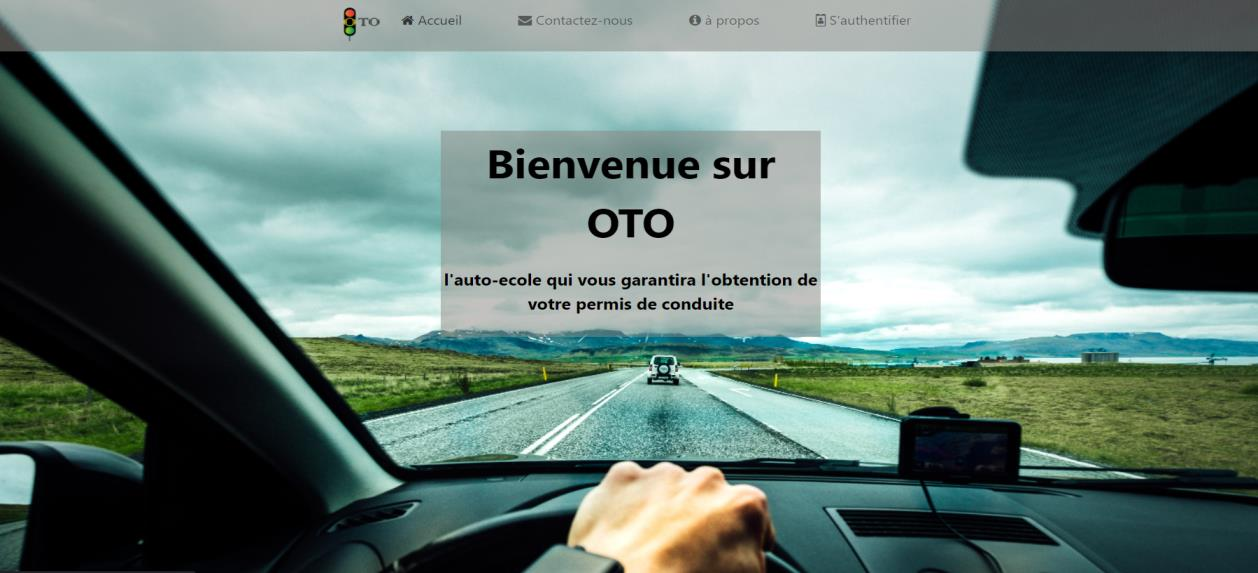 TO Accueil Contactez-nous à propos S'authentifier
Bienvenue sur
OTO
l'auto-ecole qui vous garantira l'obtention de
votre permis de conduite